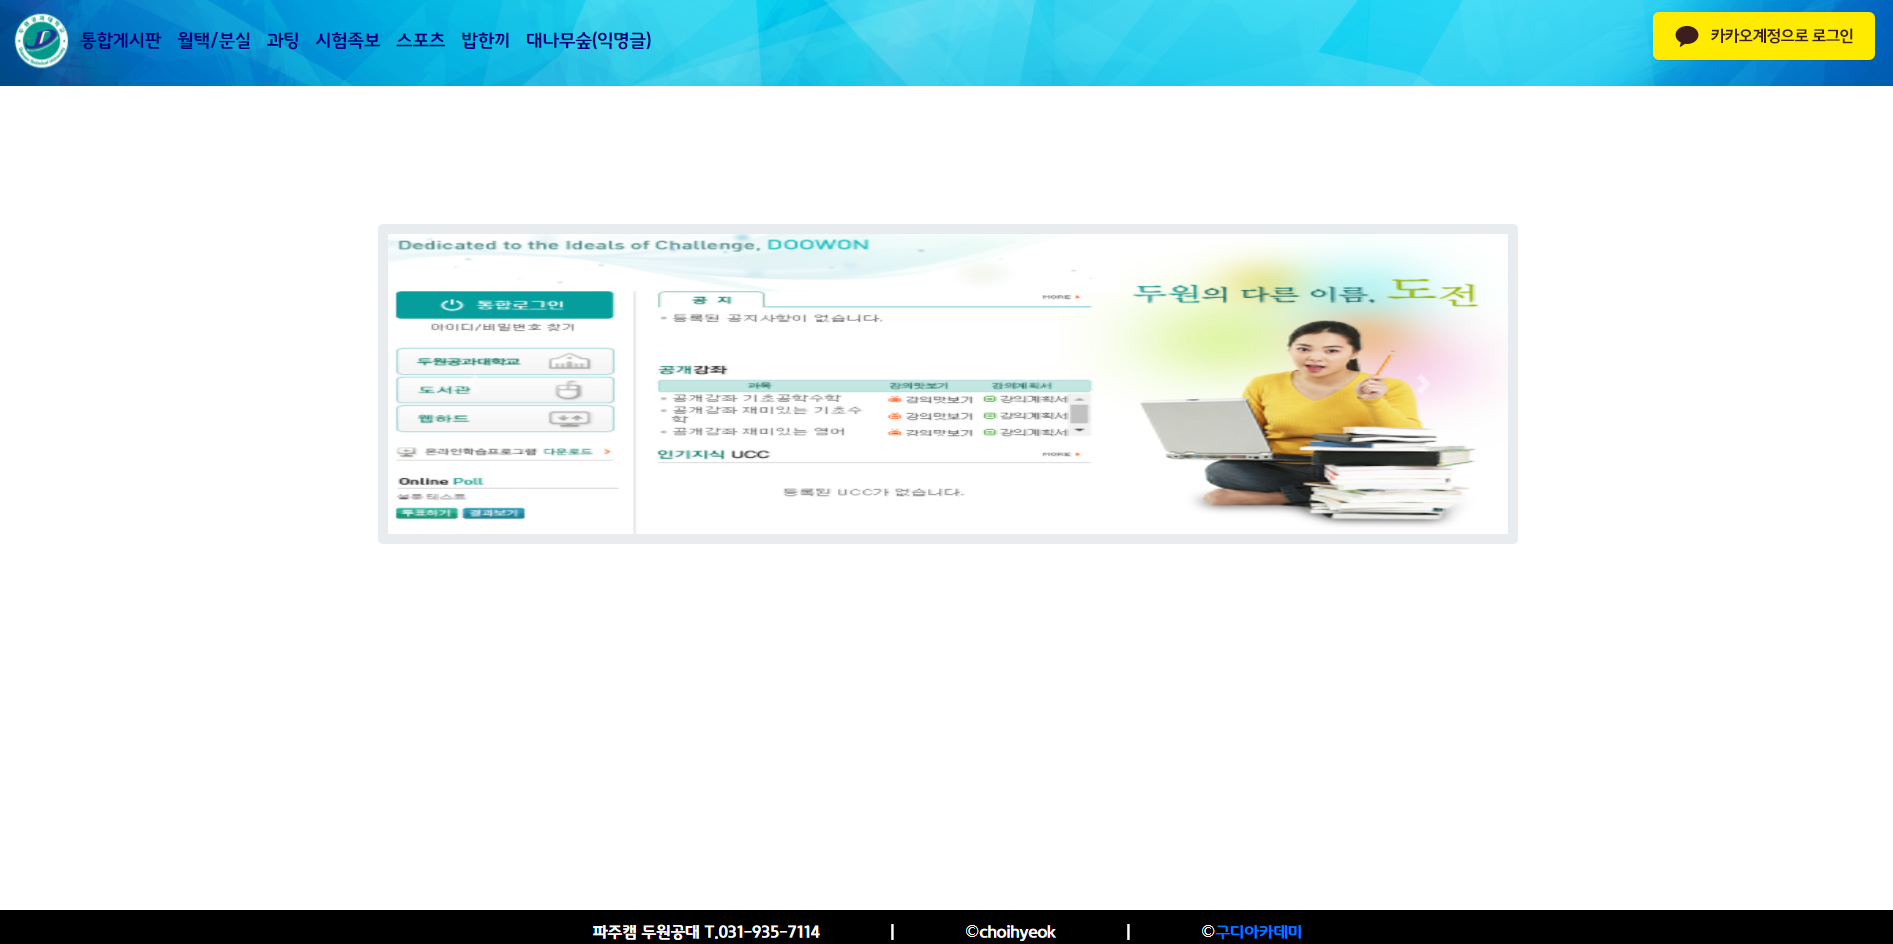 통합게시판 월택/분실 과팅 시험족보 스포츠 밥한끼 대나무숲(익명글)
카카오계정으로 로그인
Dedicated to the Ideals of Challenge, DOOWON
통합로그인
아이디/비밀번호 찾기
두원공과대학교
도서관
웹하드
온라인학습프로그램 다운로드 >
Online Poll
설문 테스트
투표하기 결과보기
공 지 MORE
등록된 공지사항이 없습니다.
공개강좌
과목 강의맛보기 강의계획서
공개강좌 기초공학수학 강의맛보기 강의계획서
공개강좌 재미있는 기초수학 강의맛보기 강의계획서
공개강좌 재미있는 영어 강의맛보기 강의계획서
인기지식 UCC MORE
등록된 UCC가 없습니다.
두원의 다른 이름, 도전
파주캠 두원공대 T.031-935-7114 | ©choihyeok | ©구디아카데미